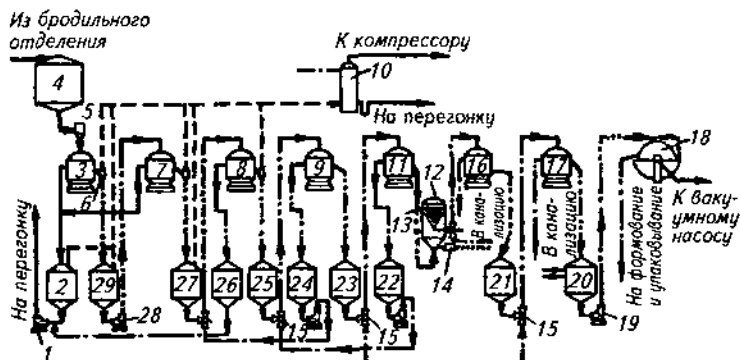 Из бродильного
отделения
К компрессору
4
10
5
На перегонку
18
3
7
8
9
11
12
16
17
6
13
В кана-
лизацию
В кана-
лизацию
К ваку-
умному
насосу
На перегонку
На формование
и упаковывание
2
29
27
26
25
24
23
22
14
21
20
28
15
15
15
19
1